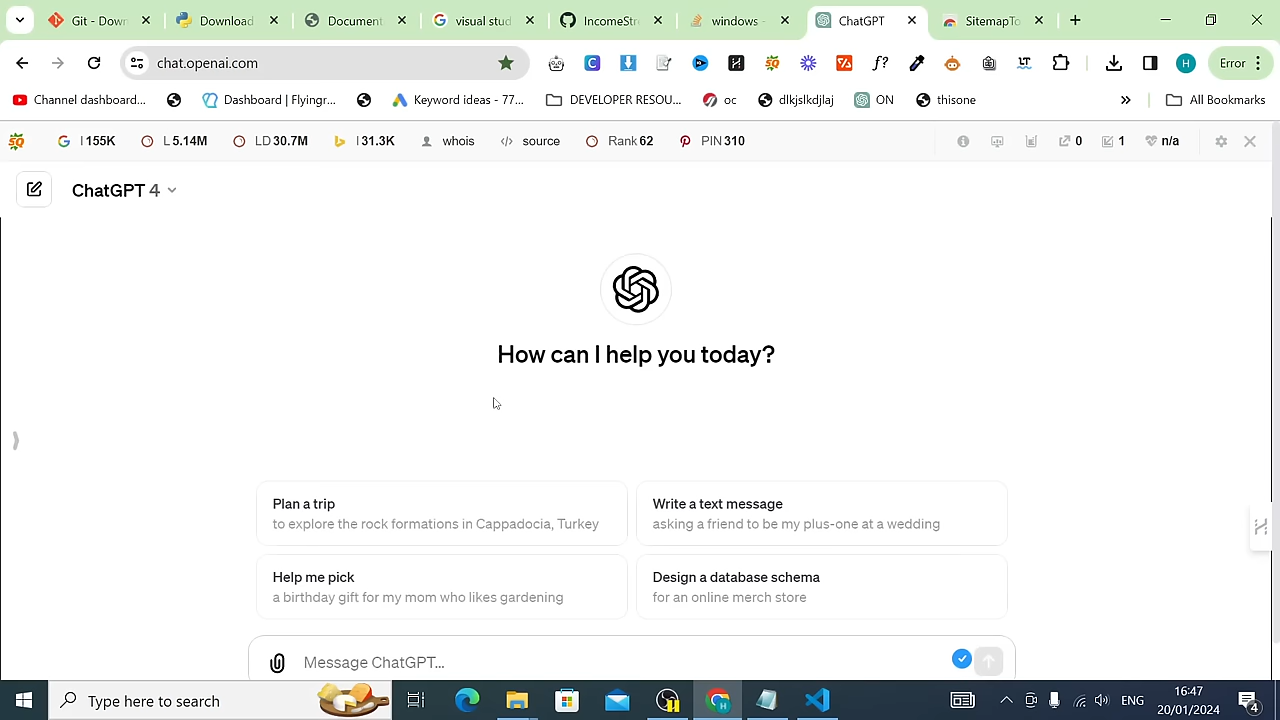 Git - Dow
Download
Document
visual stud
IncomeStr
windows -
ChatGPT
SitemapTo
chat.openai.com
Error
Channel dashboard...
Dashboard | Flyingr...
Keyword ideas - 77...
DEVELOPER RESOU...
oc
dlkjslkdjlaj
ON
thisone
All Bookmarks
I 155K
L 5.14M
LD 30.7M
I 31.3K
whois
source
Rank 62
PIN 310
0
1
n/a
ChatGPT 4
How can I help you today?
Plan a trip
to explore the rock formations in Cappadocia, Turkey
Write a text message
asking a friend to be my plus-one at a wedding
Help me pick
a birthday gift for my mom who likes gardening
Design a database schema
for an online merch store
Message ChatGPT...
Type here to search
ENG
16:47
20/01/2024
4